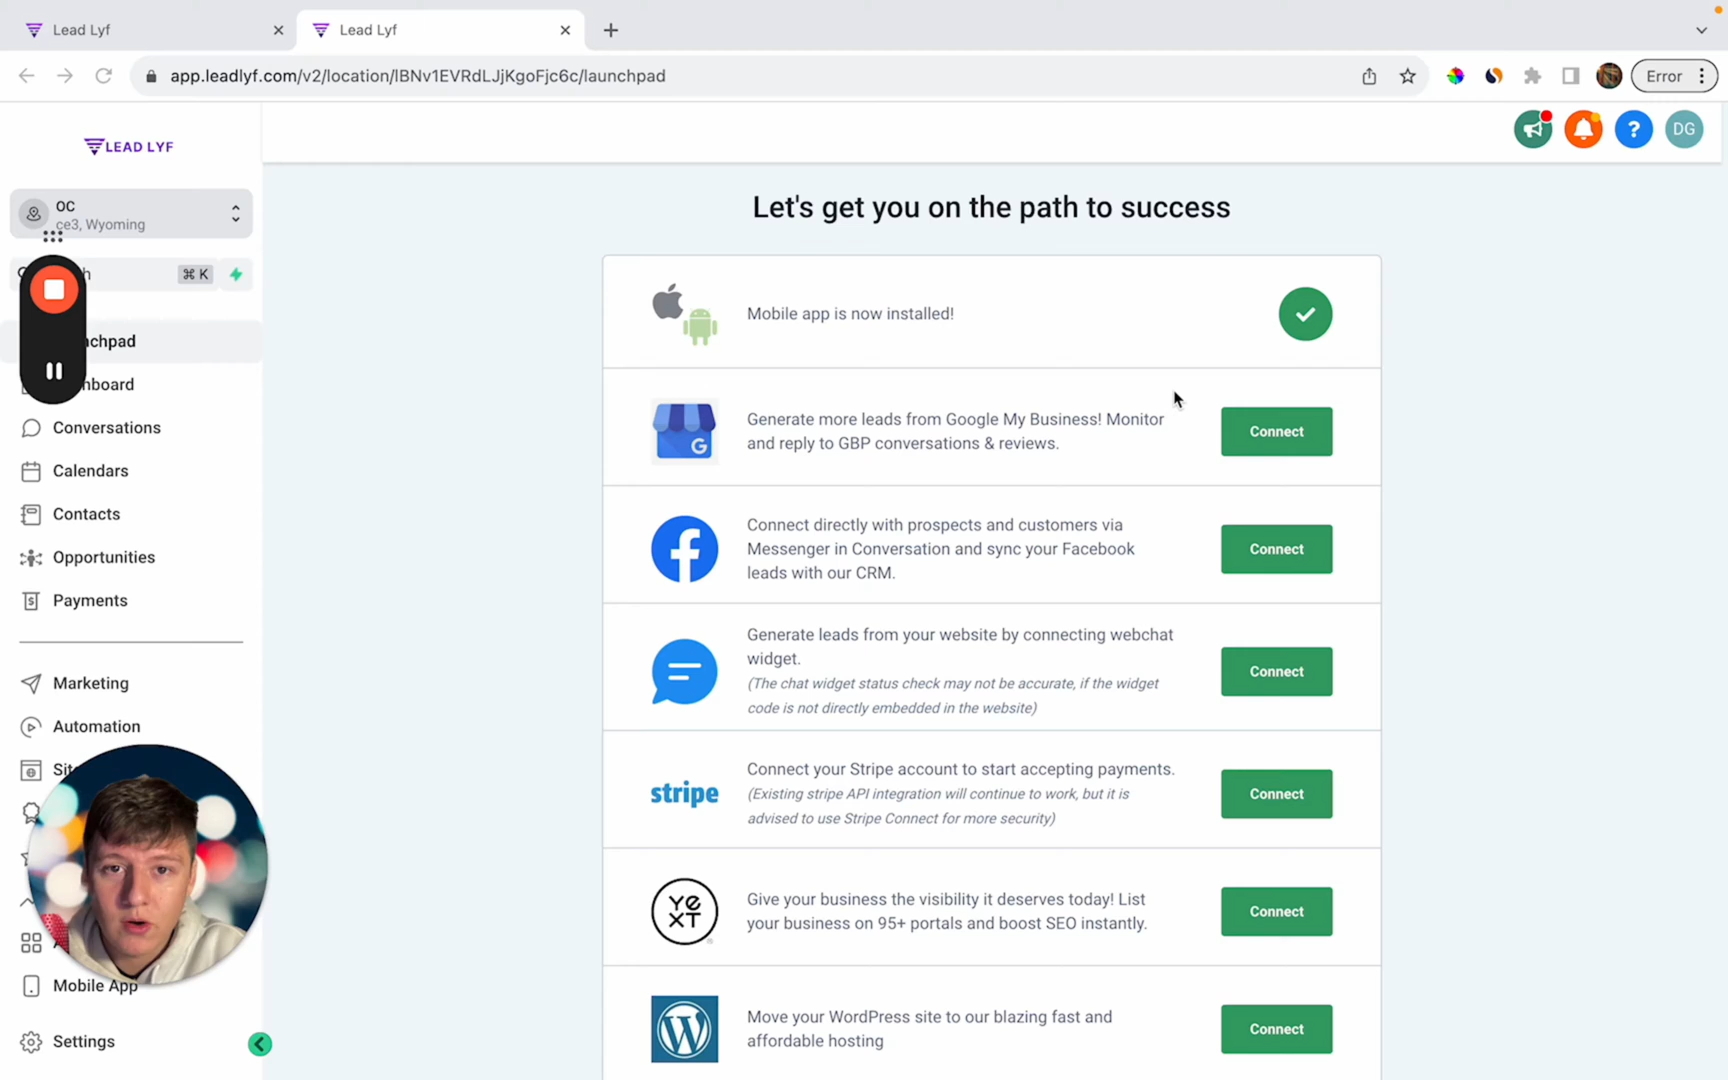 Lead Lyf
Lead Lyf
app.leadlyf.com/v2/location/lBNv1EVRdLJjKgoFjc6c/launchpad
Error
LEAD LYF
DG
OC
ce3, Wyoming
⌘ K
Let's get you on the path to success
Mobile app is now installed!
Generate more leads from Google My Business! Monitor
and reply to GBP conversations & reviews.
Connect
Connect directly with prospects and customers via
Messenger in Conversation and sync your Facebook
leads with our CRM.
Connect
Generate leads from your website by connecting webchat
widget.
(The chat widget status check may not be accurate, if the widget
code is not directly embedded in the website)
Connect
stripe
Connect your Stripe account to start accepting payments.
(Existing stripe API integration will continue to work, but it is
advised to use Stripe Connect for more security)
Connect
YEXT
Give your business the visibility it deserves today! List
your business on 95+ portals and boost SEO instantly.
Connect
Move your WordPress site to our blazing fast and
affordable hosting
Connect
nchpad
hboard
Conversations
Calendars
Contacts
Opportunities
Payments
Marketing
Automation
Sit
Mobile App
Settings